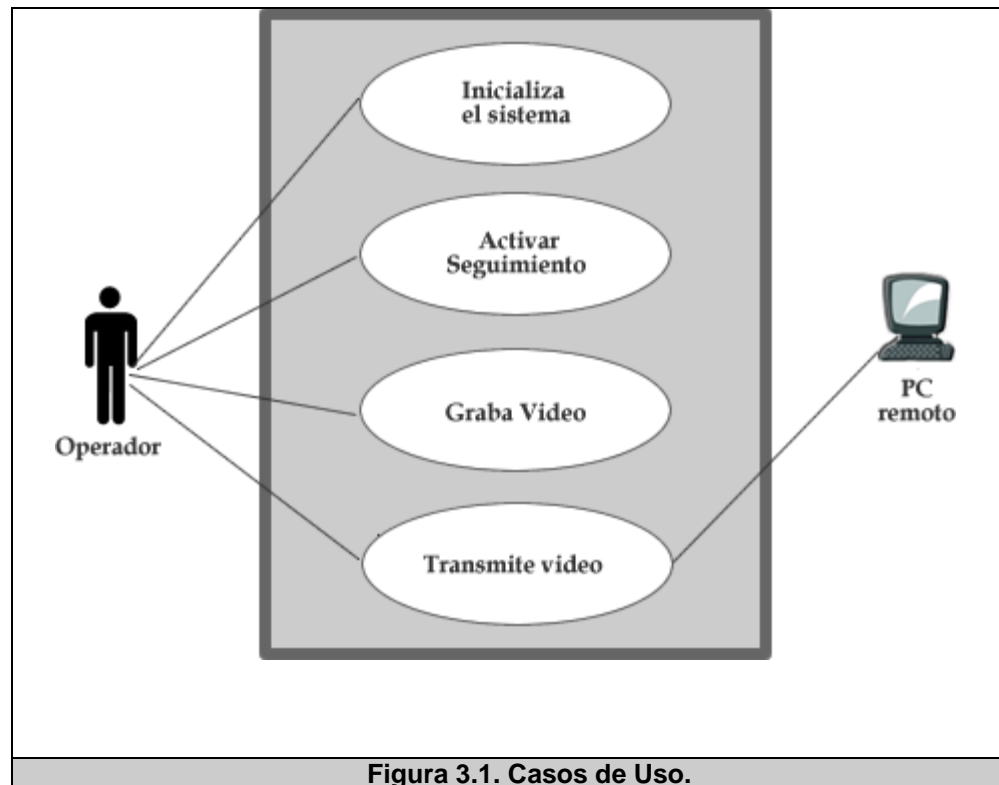 Inicializa
el sistema
Activar
Seguimiento
Graba Video
Transmite video
Operador
PC
remoto
Figura 3.1. Casos de Uso.